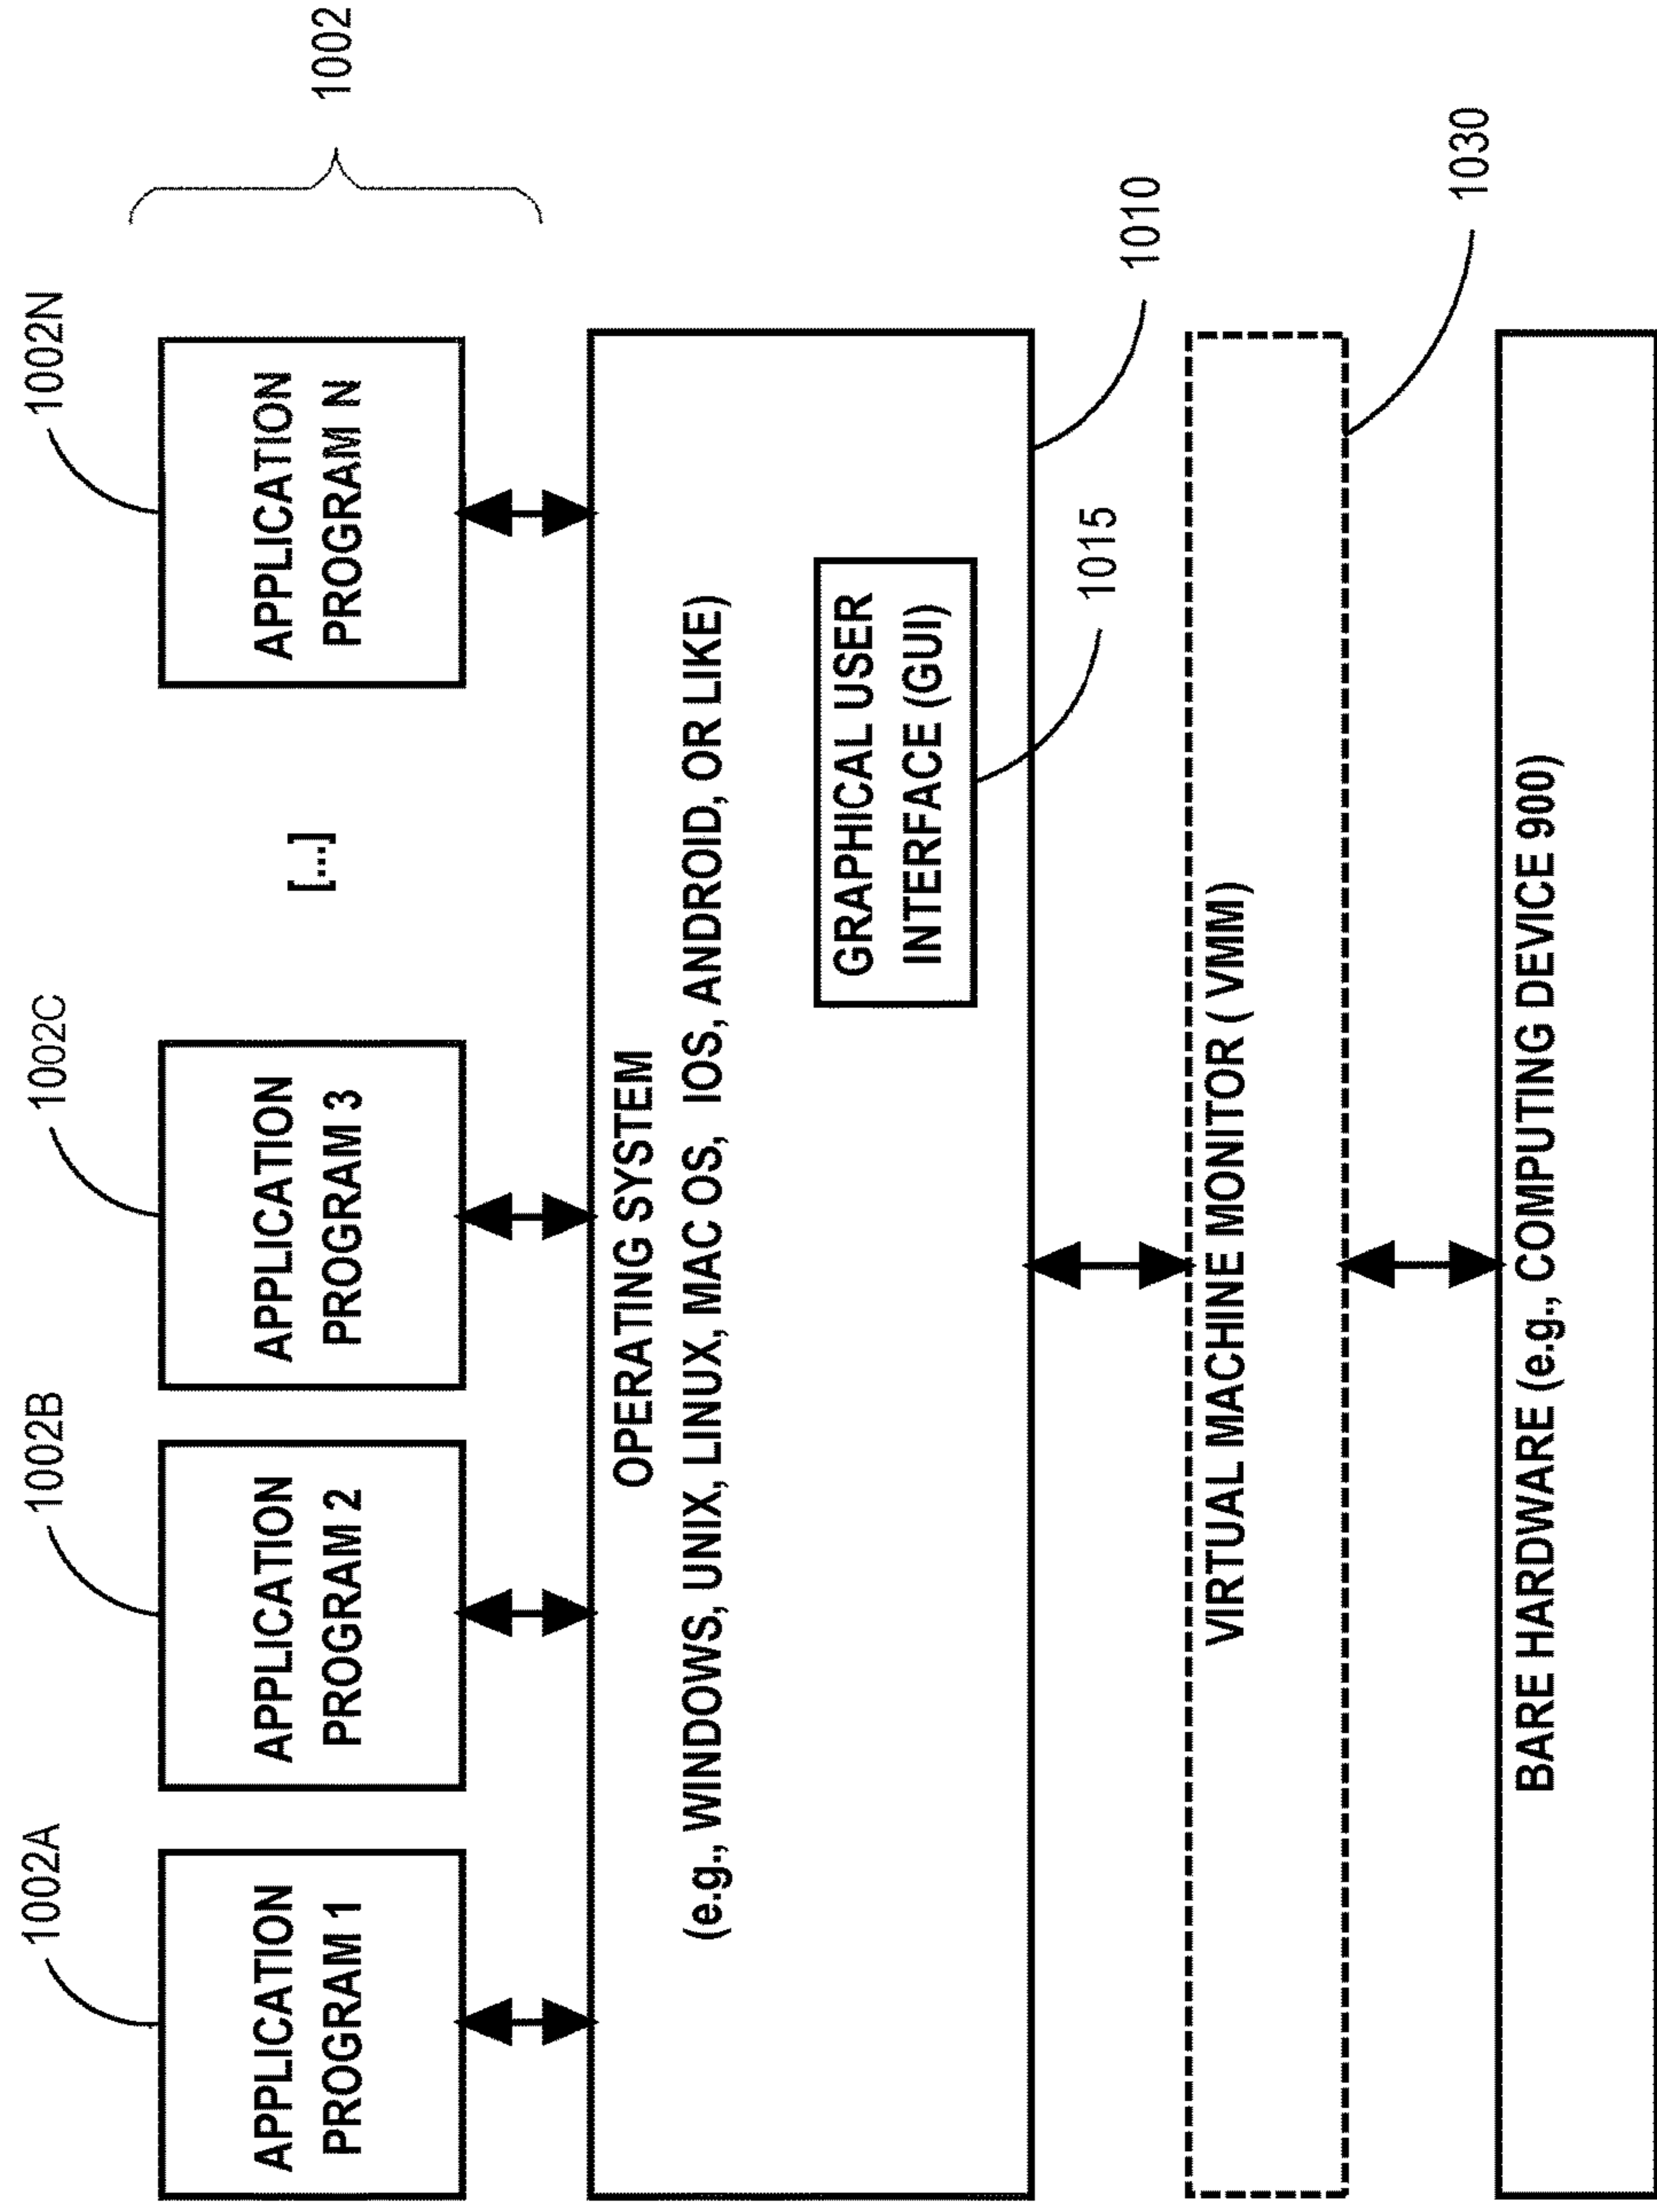 1002
1002A
1002B
1002C
1002N
APPLICATION
PROGRAM 1
APPLICATION
PROGRAM 2
APPLICATION
PROGRAM 3
[...]
APPLICATION
PROGRAM N
OPERATING SYSTEM
(e.g., WINDOWS, UNIX, LINUX, MAC OS, IOS, ANDROID, OR LIKE)
GRAPHICAL USER
INTERFACE (GUI)
1010
1015
VIRTUAL MACHINE MONITOR ( VMM)
1030
BARE HARDWARE (e.g., COMPUTING DEVICE 900)